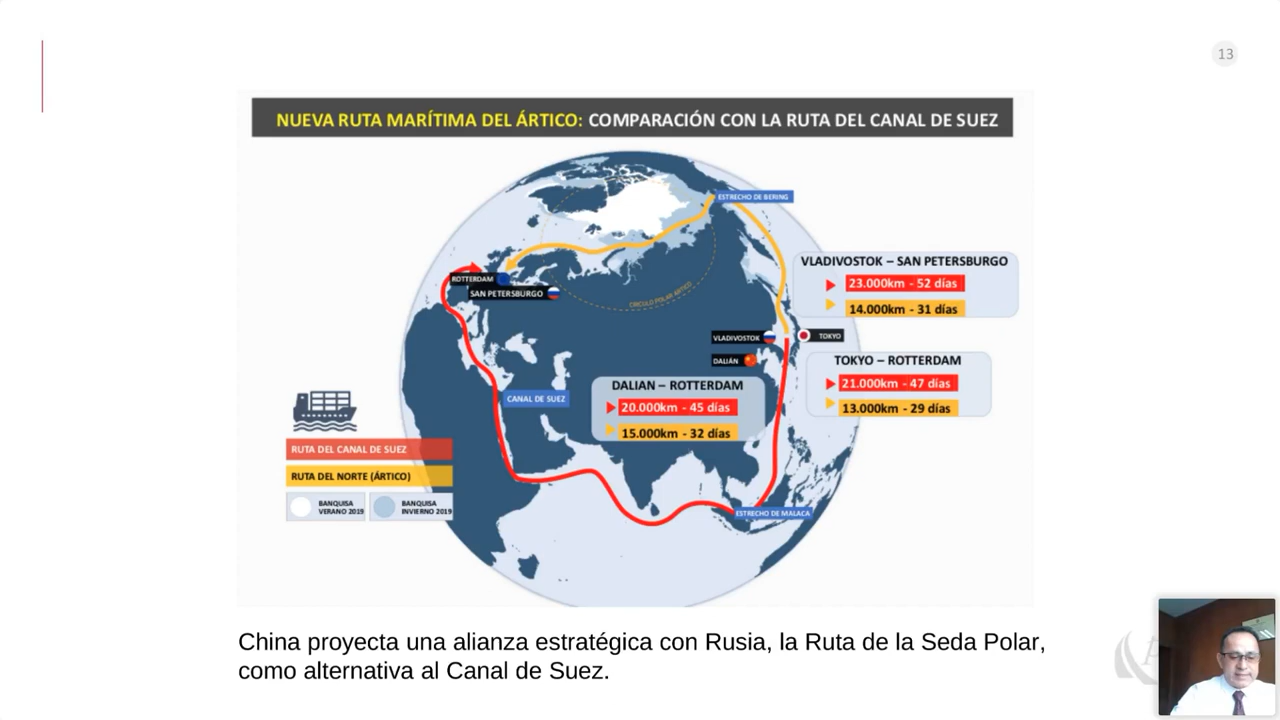 13
NUEVA RUTA MARÍTIMA DEL ÁRTICO: COMPARACIÓN CON LA RUTA DEL CANAL DE SUEZ
ESTRECHO DE BERING
VLADIVOSTOK – SAN PETERSBURGO
23.000km - 52 días
14.000km - 31 días
ROTTERDAM
SAN PETERSBURGO
CIRCULO POLAR ARTICO
VLADIVOSTOK
TOKYO
DALIÁN
TOKYO – ROTTERDAM
21.000km - 47 días
13.000km - 29 días
DALIAN – ROTTERDAM
20.000km - 45 días
15.000km - 32 días
CANAL DE SUEZ
RUTA DEL CANAL DE SUEZ
RUTA DEL NORTE (ÁRTICO)
BANQUISA
VERANO 2019
BANQUISA
INVIERNO 2019
ESTRECHO DE MALACA
China proyecta una alianza estratégica con Rusia, la Ruta de la Seda Polar,
como alternativa al Canal de Suez.